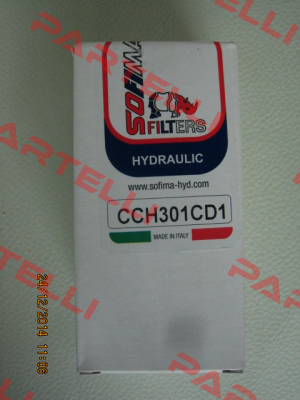 SOFIMA
FILTERS
HYDRAULIC
www.sofima-hyd.com
CCH301CD1
MADE IN ITALY
PARTELLI
24/12/2014 11:06